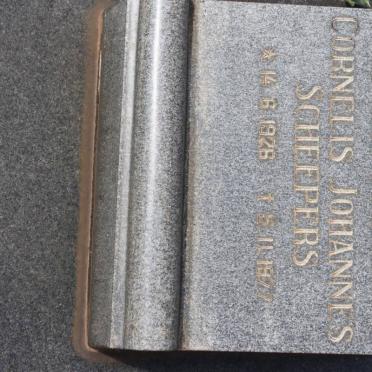 CORNELIS JOHANNES
SCHEEPERS
* 14 6 1926 † 5 11 1977